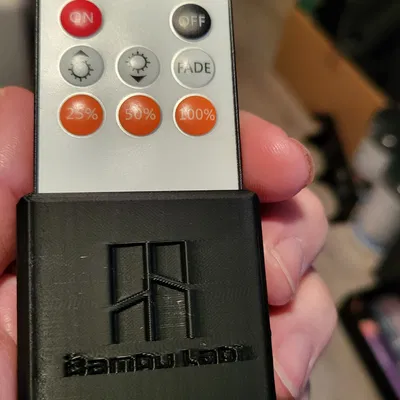 ON OFF
FADE
25% 50% 100%
Bambu Lab